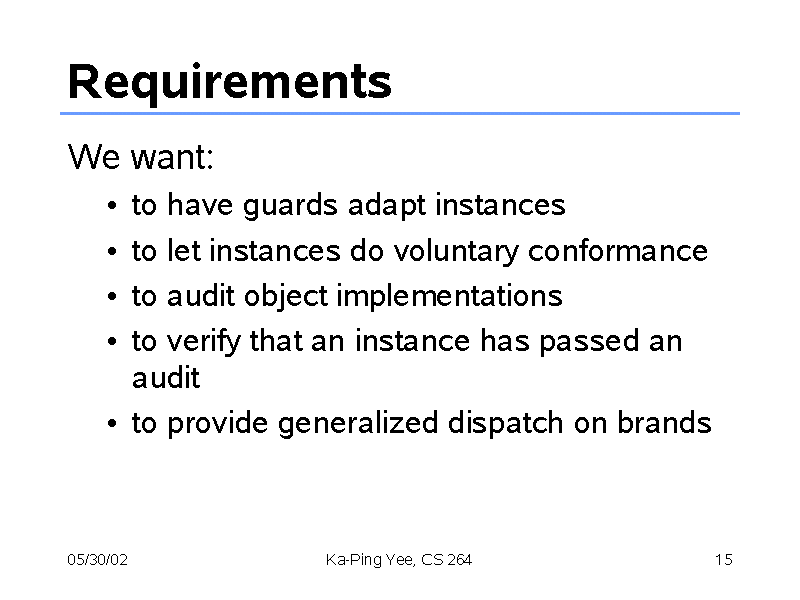 Requirements
We want:
• to have guards adapt instances
• to let instances do voluntary conformance
• to audit object implementations
• to verify that an instance has passed an
audit
• to provide generalized dispatch on brands
05/30/02
Ka-Ping Yee, CS 264
15